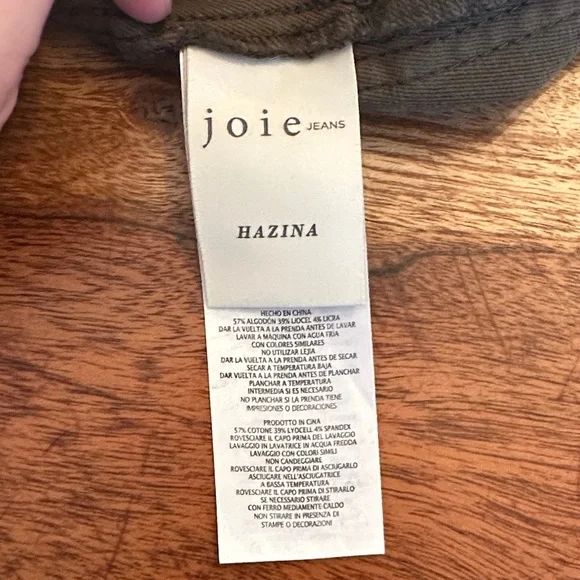 joie JEANS
HAZINA
HECHO EN CHINA
57% ALGODÓN 39% LIOCEL 4% LICRA
DAR LA VUELTA A LA PRENDA ANTES DE LAVAR
LAVAR A MÁQUINA CON AGUA FRIA
CON COLORES SIMILARES
NO UTILIZAR LEJIA
DAR LA VUELTA A LA PRENDA ANTES DE SECAR
SECAR A TEMPERATURA BAJA
DAR VUELTA A LA PRENDA ANTES DE PLANCHAR
PLANCHAR A TEMPERATURA
INTERMEDIA SI ES NECESARIO
NO PLANCHAR SI LA PRENDA TIENE
IMPRESIONES O DECORACIONES
PRODOTTO IN CINA
57% COTONE 39% LYOCELL 4% SPANDEX
ROVESCIARE IL CAPO PRIMA DEL LAVAGGIO
LAVAGGIO IN LAVATRICE IN ACQUA FREDDA
LAVAGGIO CON COLORI SIMILI
NON CANDEGGIARE
ROVESCIARE IL CAPO PRIMA DI ASCIUGARLO
ASCIUGARE NELL'ASCIUGATRICE
A BASSA TEMPERATURA
ROVESCIARE IL CAPO PRIMA DI STIRARLO
SE NECESSARIO STIRARE
CON FERRO MEDIAMENTE CALDO
NON STIRARE IN PRESENZA DI
STAMPE O DECORAZIONI